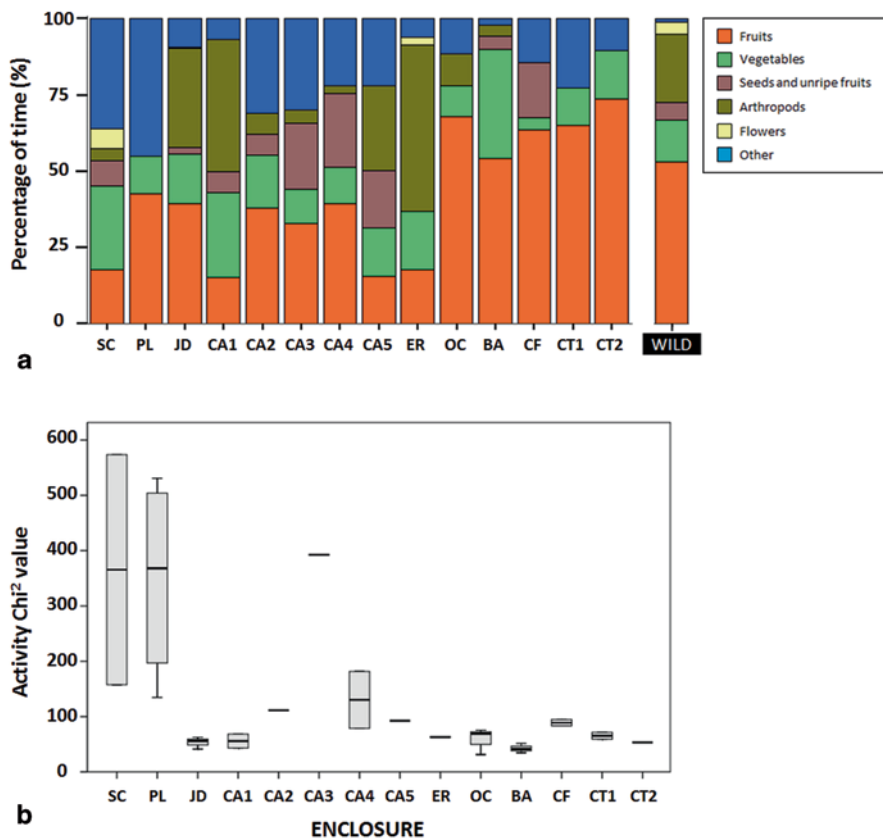 100
75
50
25
0
Percentage of time (%)
SC PL JD CA1 CA2 CA3 CA4 CA5 ER OC BA CF CT1 CT2 WILD
Fruits
Vegetables
Seeds and unripe fruits
Arthropods
Flowers
Other
a
600
500
400
300
200
100
0
Activity Chi² value
SC PL JD CA1 CA2 CA3 CA4 CA5 ER OC BA CF CT1 CT2
ENCLOSURE
b